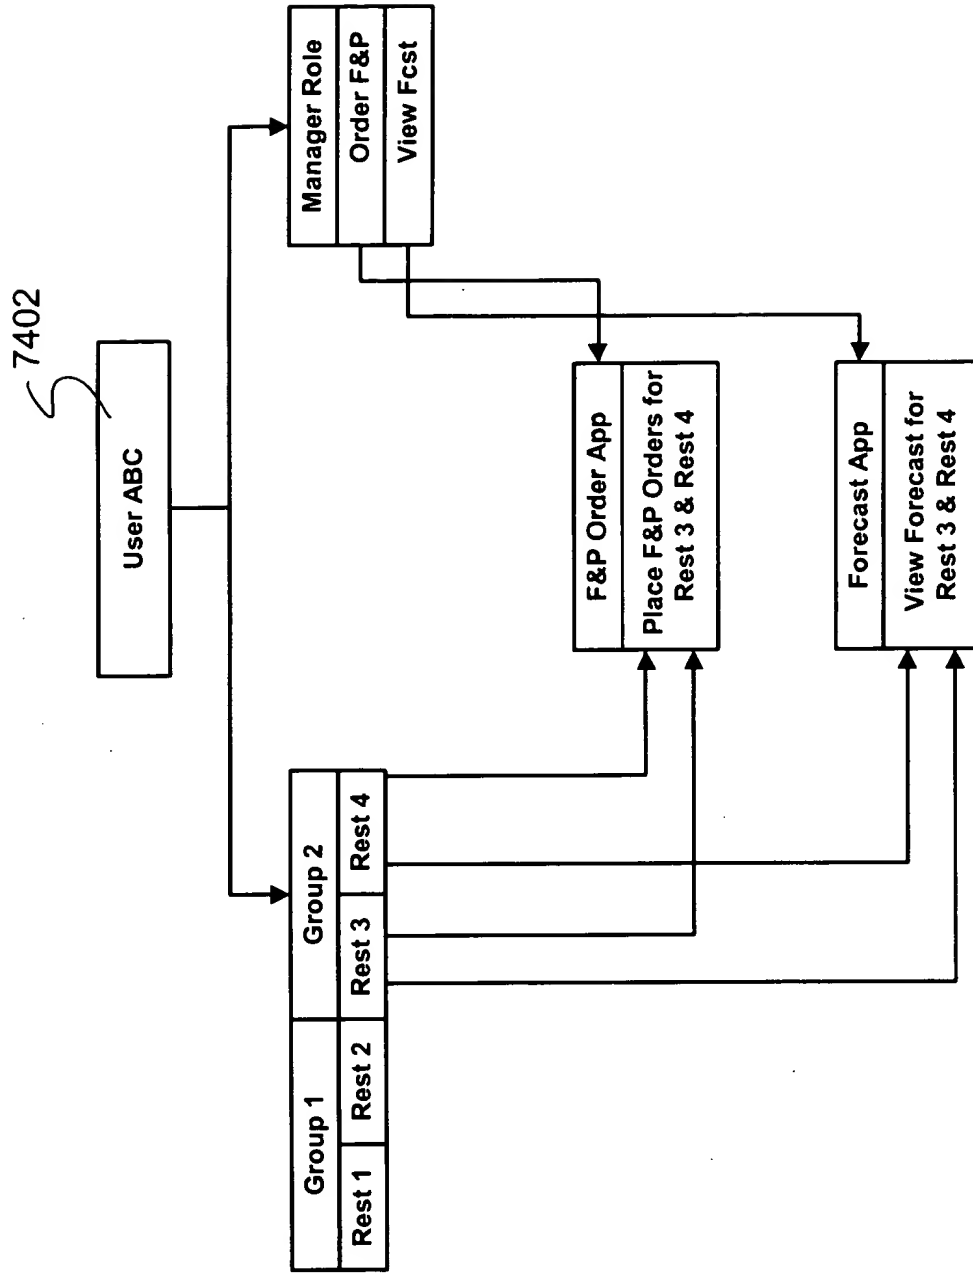 7402
User ABC
Group 1
Group 2
Rest 1
Rest 2
Rest 3
Rest 4
Manager Role
Order F&P
View Fcst
F&P Order App
Place F&P Orders for
Rest 3 & Rest 4
Forecast App
View Forecast for
Rest 3 & Rest 4